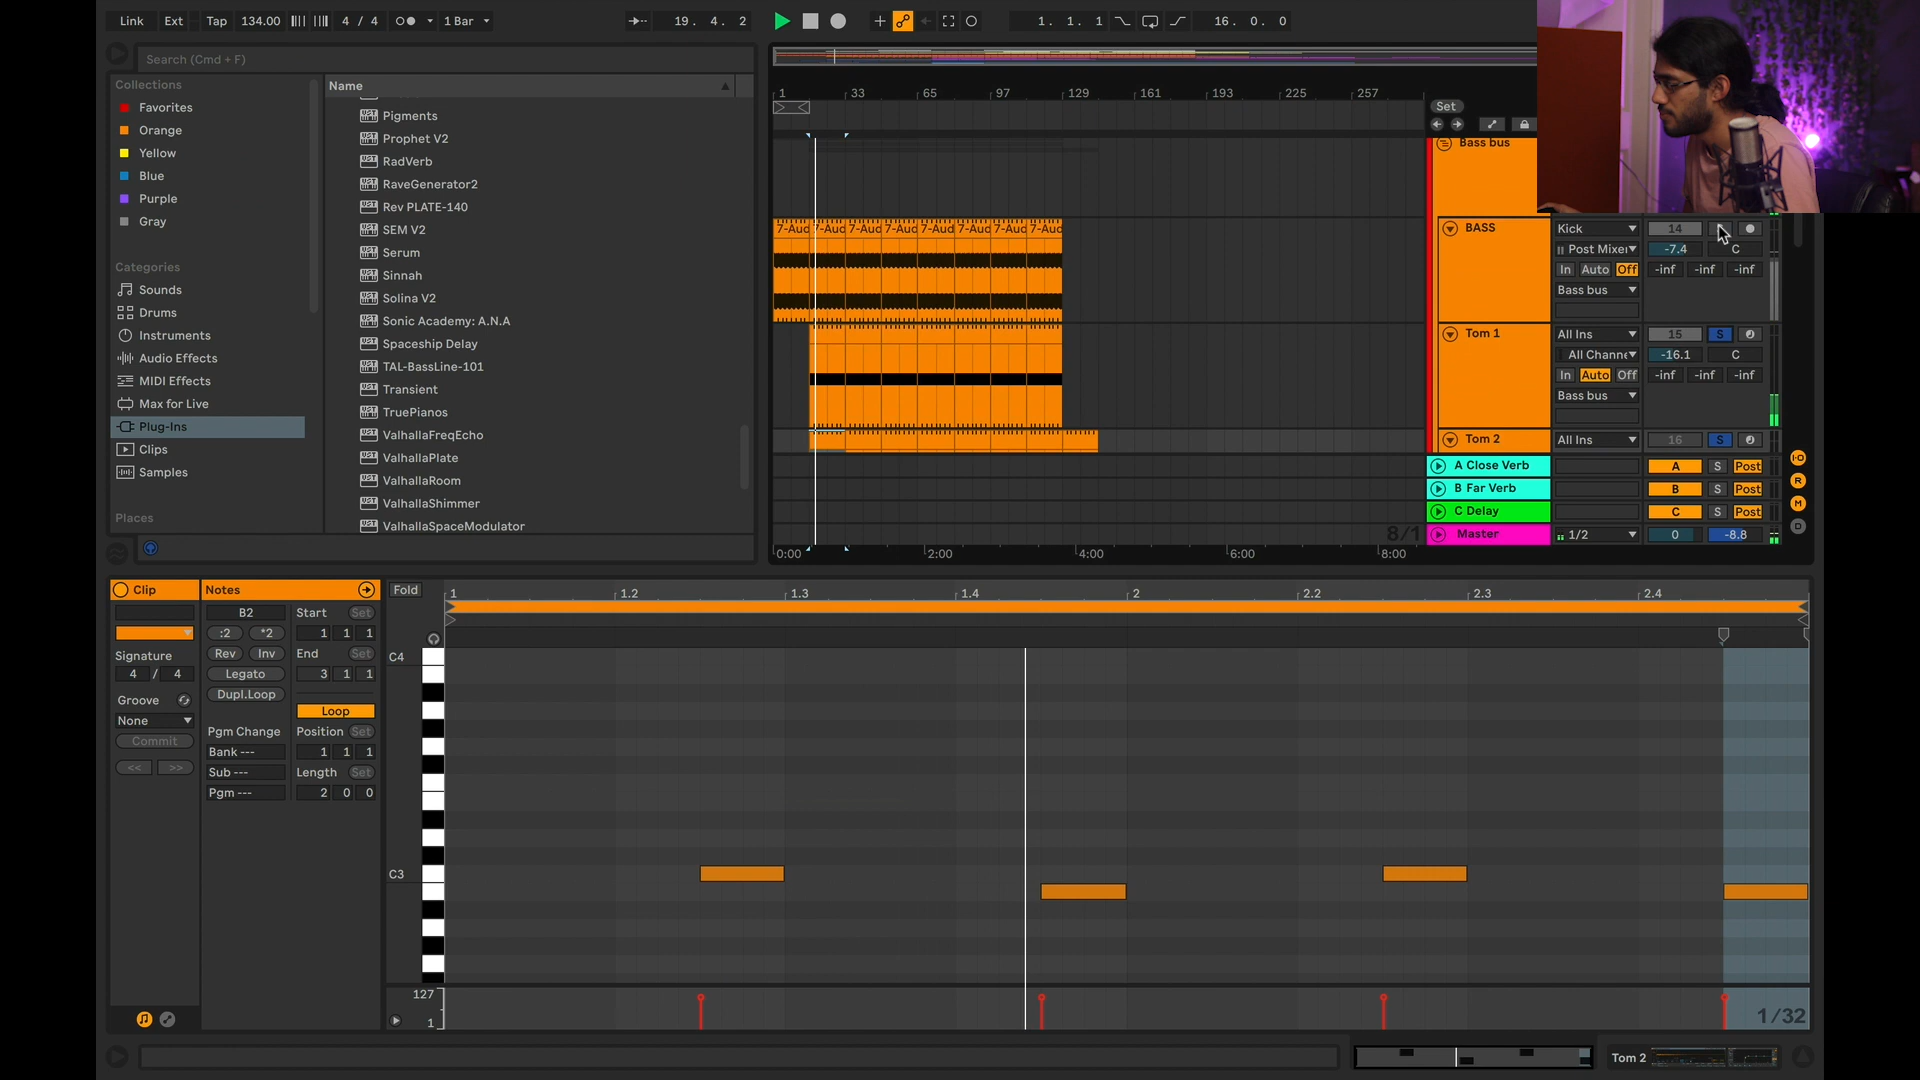 Link Ext Tap 134.00 4 / 4 1 Bar 19. 4. 2 1. 1. 1 16. 0. 0
Search (Cmd + F)
Collections
Favorites
Orange
Yellow
Blue
Purple
Gray
Categories
Sounds
Drums
Instruments
Audio Effects
MIDI Effects
Max for Live
Plug-Ins
Clips
Samples
Places
Name
Pigments
Prophet V2
RadVerb
RaveGenerator2
Rev PLATE-140
SEM V2
Serum
Sinnah
Solina V2
Sonic Academy: A.N.A
Spaceship Delay
TAL-BassLine-101
Transient
TruePianos
ValhallaFreqEcho
ValhallaPlate
ValhallaRoom
ValhallaShimmer
ValhallaSpaceModulator
1 33 65 97 129 161 193 225 257
Set
7-Aud 7-Aud 7-Aud 7-Aud 7-Aud 7-Aud 7-Aud 7-Aud
8/1
0:00 2:00 4:00 6:00 8:00
Bass bus
BASS Kick 14
Post Mixer -7.4 C
In Auto Off -inf -inf -inf
Bass bus
Tom 1 All Ins 15 S
All Channe -16.1 C
In Auto Off -inf -inf -inf
Bass bus
Tom 2 All Ins 16 S
A Close Verb A S Post
B Far Verb B S Post
C Delay C S Post
Master 1/2 0 -8.8
I·O
R
M
D
Clip
Signature
4 / 4
Groove
None
Commit
<< >>
Notes
B2
:2 *2
Rev Inv
Legato
Dupl.Loop
Pgm Change
Bank ---
Sub ---
Pgm ---
Start Set
1 1 1
End Set
3 1 1
Loop
Position Set
1 1 1
Length Set
2 0 0
Fold
1 1.2 1.3 1.4 2 2.2 2.3 2.4
C4
C3
127
1
1/32
Tom 2